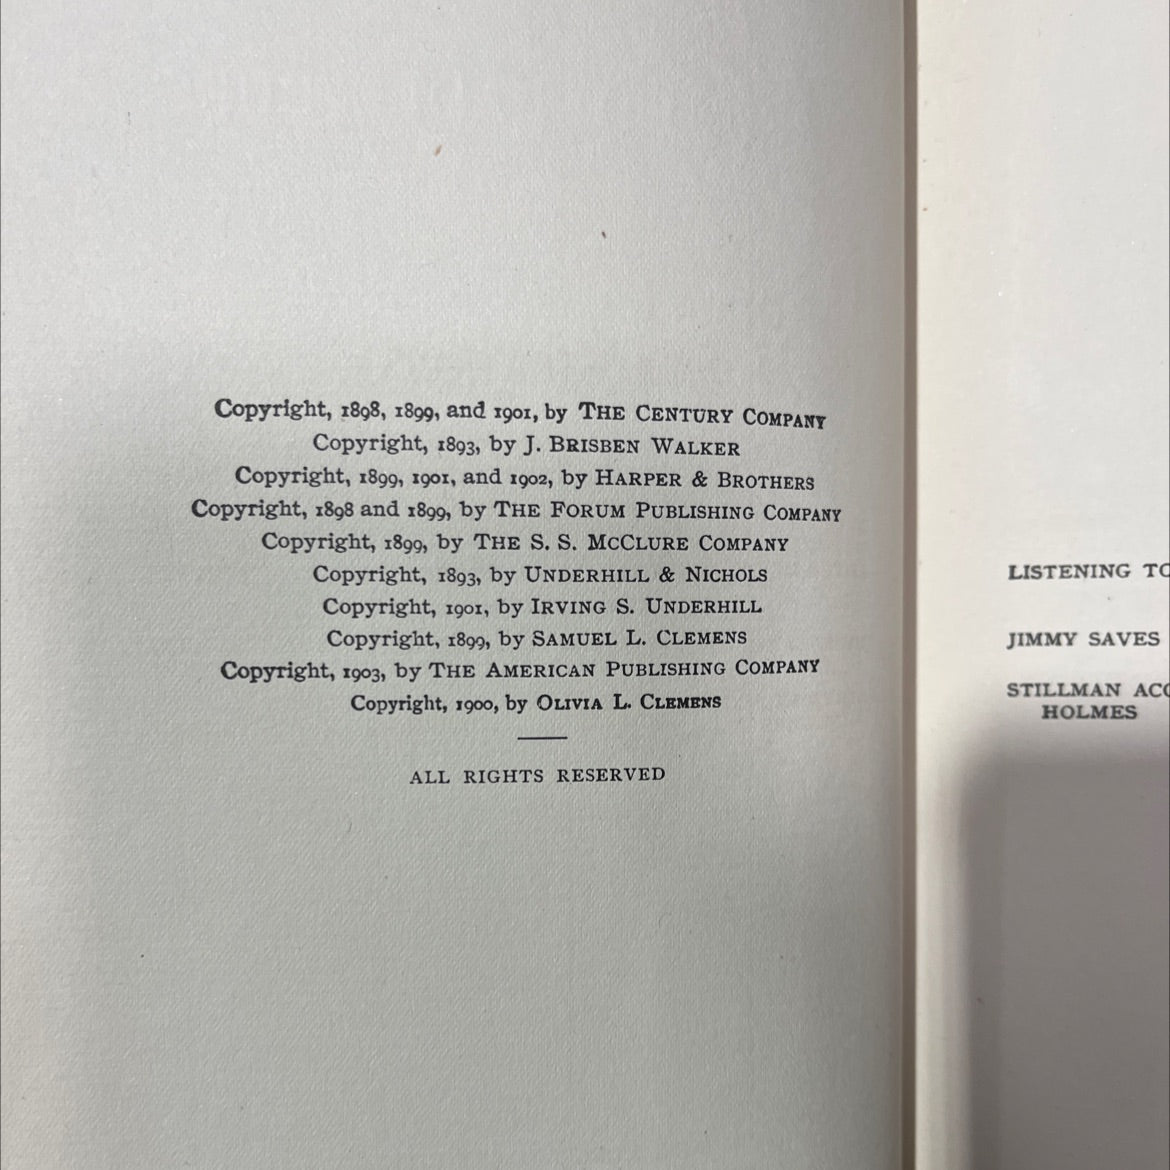 Copyright, 1898, 1899, and 1901, by THE CENTURY COMPANY
Copyright, 1893, by J. BRISBEN WALKER
Copyright, 1899, 1901, and 1902, by HARPER & BROTHERS
Copyright, 1898 and 1899, by THE FORUM PUBLISHING COMPANY
Copyright, 1899, by THE S. S. MCCLURE COMPANY
Copyright, 1893, by UNDERHILL & NICHOLS
Copyright, 1901, by IRVING S. UNDERHILL
Copyright, 1899, by SAMUEL L. CLEMENS
Copyright, 1903, by THE AMERICAN PUBLISHING COMPANY
Copyright, 1900, by OLIVIA L. CLEMENS
ALL RIGHTS RESERVED
LISTENING TO
JIMMY SAVES
STILLMAN
HOLMES